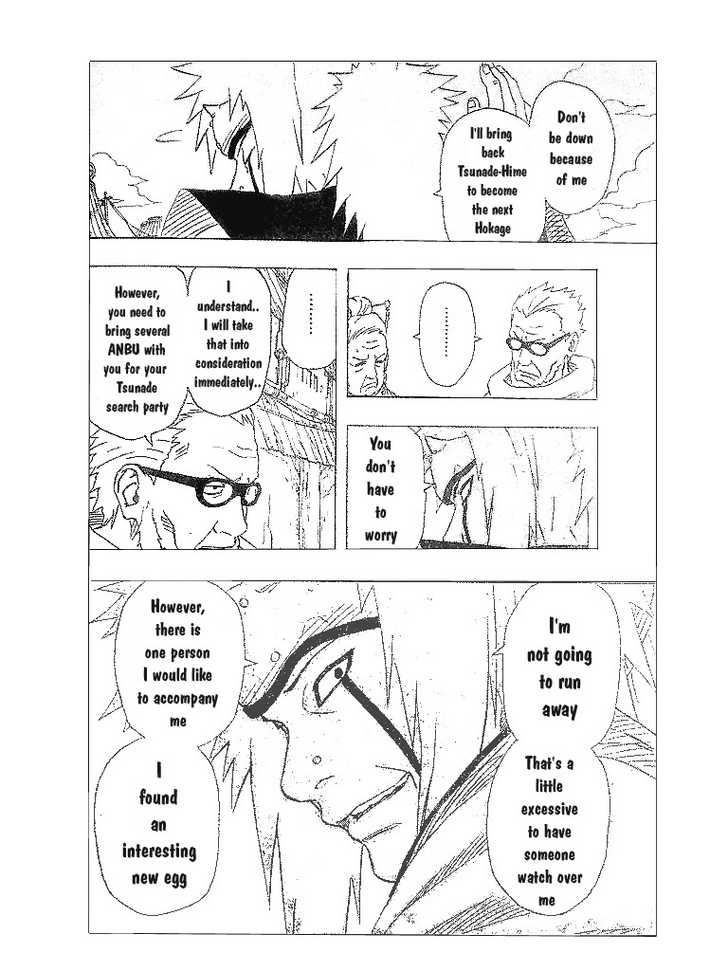 Don't
be down
because
of me
I'll bring
back
Tsunade-Hime
to become
the next
Hokage
..........
..........
I
understand..
I will take
that into
consideration
immediately..
However,
you need to
bring several
ANBU with
you for your
Tsunade
search party
You
don't
have
to
worry
I'm
not going
to run
away
That's a
little
excessive
to have
someone
watch over
me
However,
there is
one person
I would like
to accompany
me
I
found
an
interesting
new egg